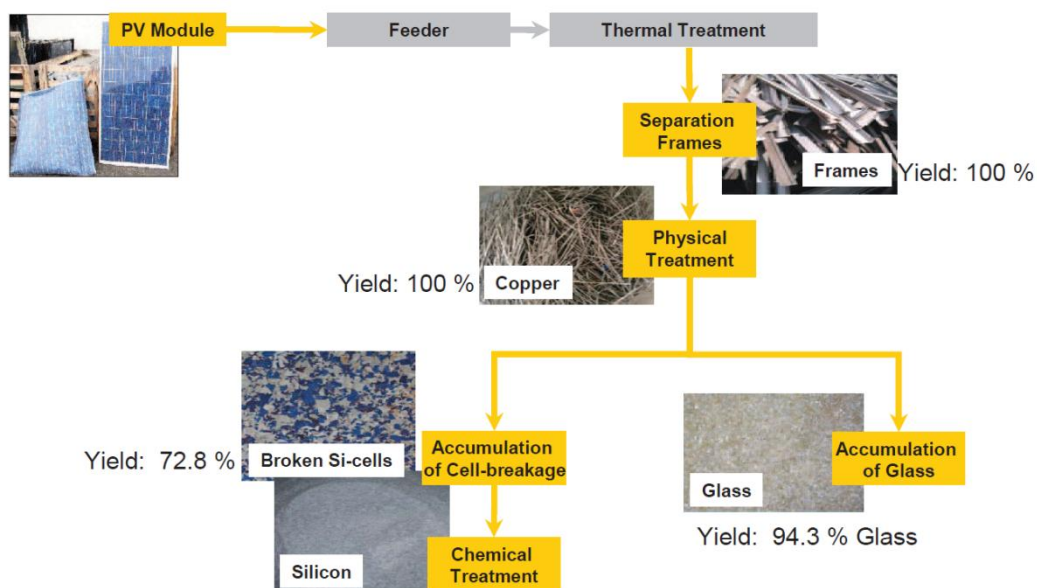 PV Module
Feeder
Thermal Treatment
Separation
Frames
Frames
Yield: 100 %
Physical
Treatment
Yield: 100 %
Copper
Yield: 72.8 %
Broken Si-cells
Accumulation
of Cell-breakage
Glass
Accumulation
of Glass
Yield: 94.3 % Glass
Silicon
Chemical
Treatment